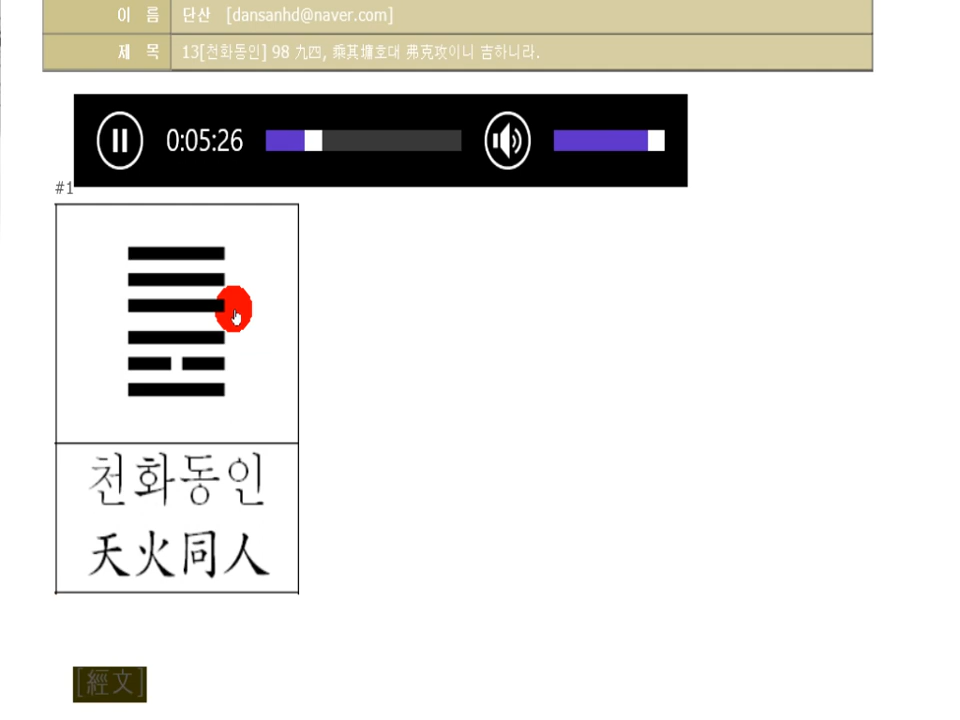 이 름 단산 [dansanhd@naver.com]
제 목 13[천화동인] 98 九四, 乘其墉호대 弗克攻이니 吉하니라.
0:05:26
#1
천화동인
天火同人
[經文]